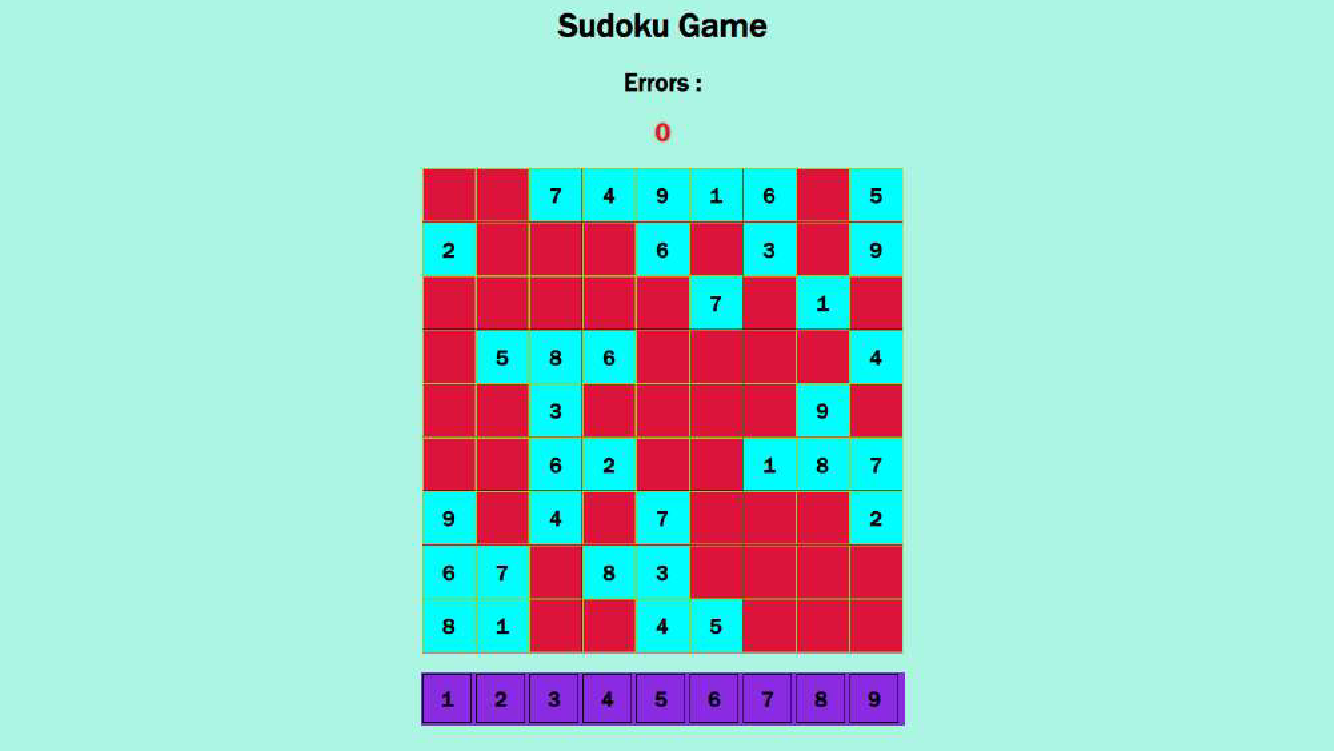 Sudoku Game
Errors :
0
7 4 9 1 6 5
2 6 3 9
7 1
5 8 6 4
3 9
6 2 1 8 7
9 4 7 2
6 7 8 3
8 1 4 5
1 2 3 4 5 6 7 8 9